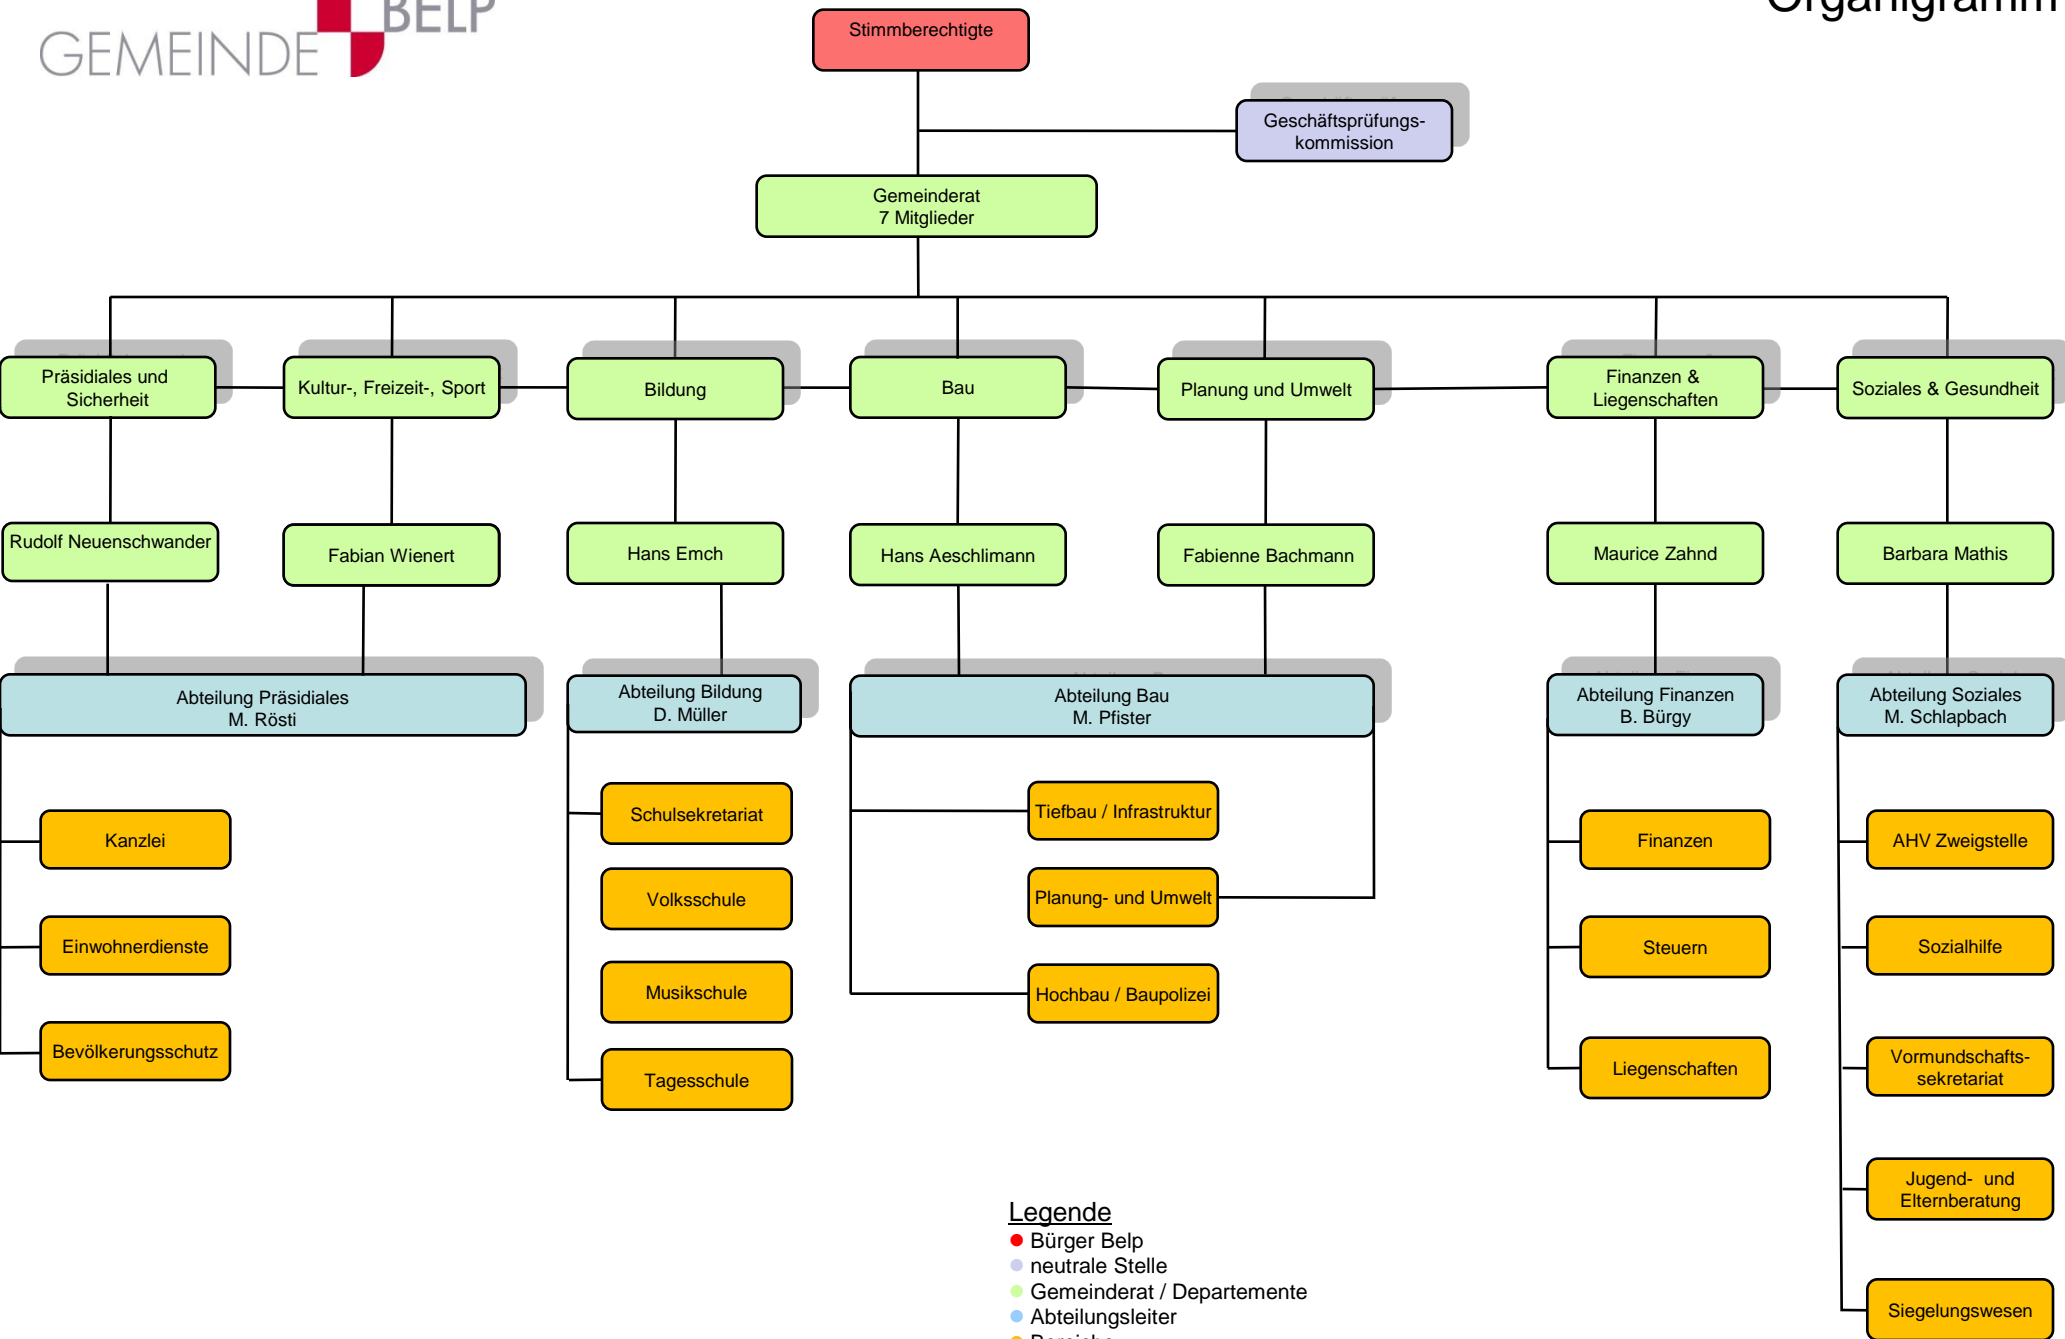 GEMEINDE BELP
Organigramm
Stimmberechtigte
Geschäftsprüfungs-
kommission
Gemeinderat
7 Mitglieder
Präsidiales und
Sicherheit
Kultur-, Freizeit-, Sport
Bildung
Bau
Planung und Umwelt
Finanzen &
Liegenschaften
Soziales & Gesundheit
Rudolf Neuenschwander
Fabian Wienert
Hans Emch
Hans Aeschlimann
Fabienne Bachmann
Maurice Zahnd
Barbara Mathis
Abteilung Präsidiales
M. Rösti
Abteilung Bildung
D. Müller
Abteilung Bau
M. Pfister
Abteilung Finanzen
B. Bürgy
Abteilung Soziales
M. Schlapbach
Kanzlei
Einwohnerdienste
Bevölkerungsschutz
Schulsekretariat
Volksschule
Musikschule
Tagesschule
Tiefbau / Infrastruktur
Planung- und Umwelt
Hochbau / Baupolizei
Finanzen
Steuern
Liegenschaften
AHV Zweigstelle
Sozialhilfe
Vormundschafts-
sekretariat
Jugend- und
Elternberatung
Siegelungswesen
Legende
Bürger Belp
neutrale Stelle
Gemeinderat / Departemente
Abteilungsleiter
Bereiche